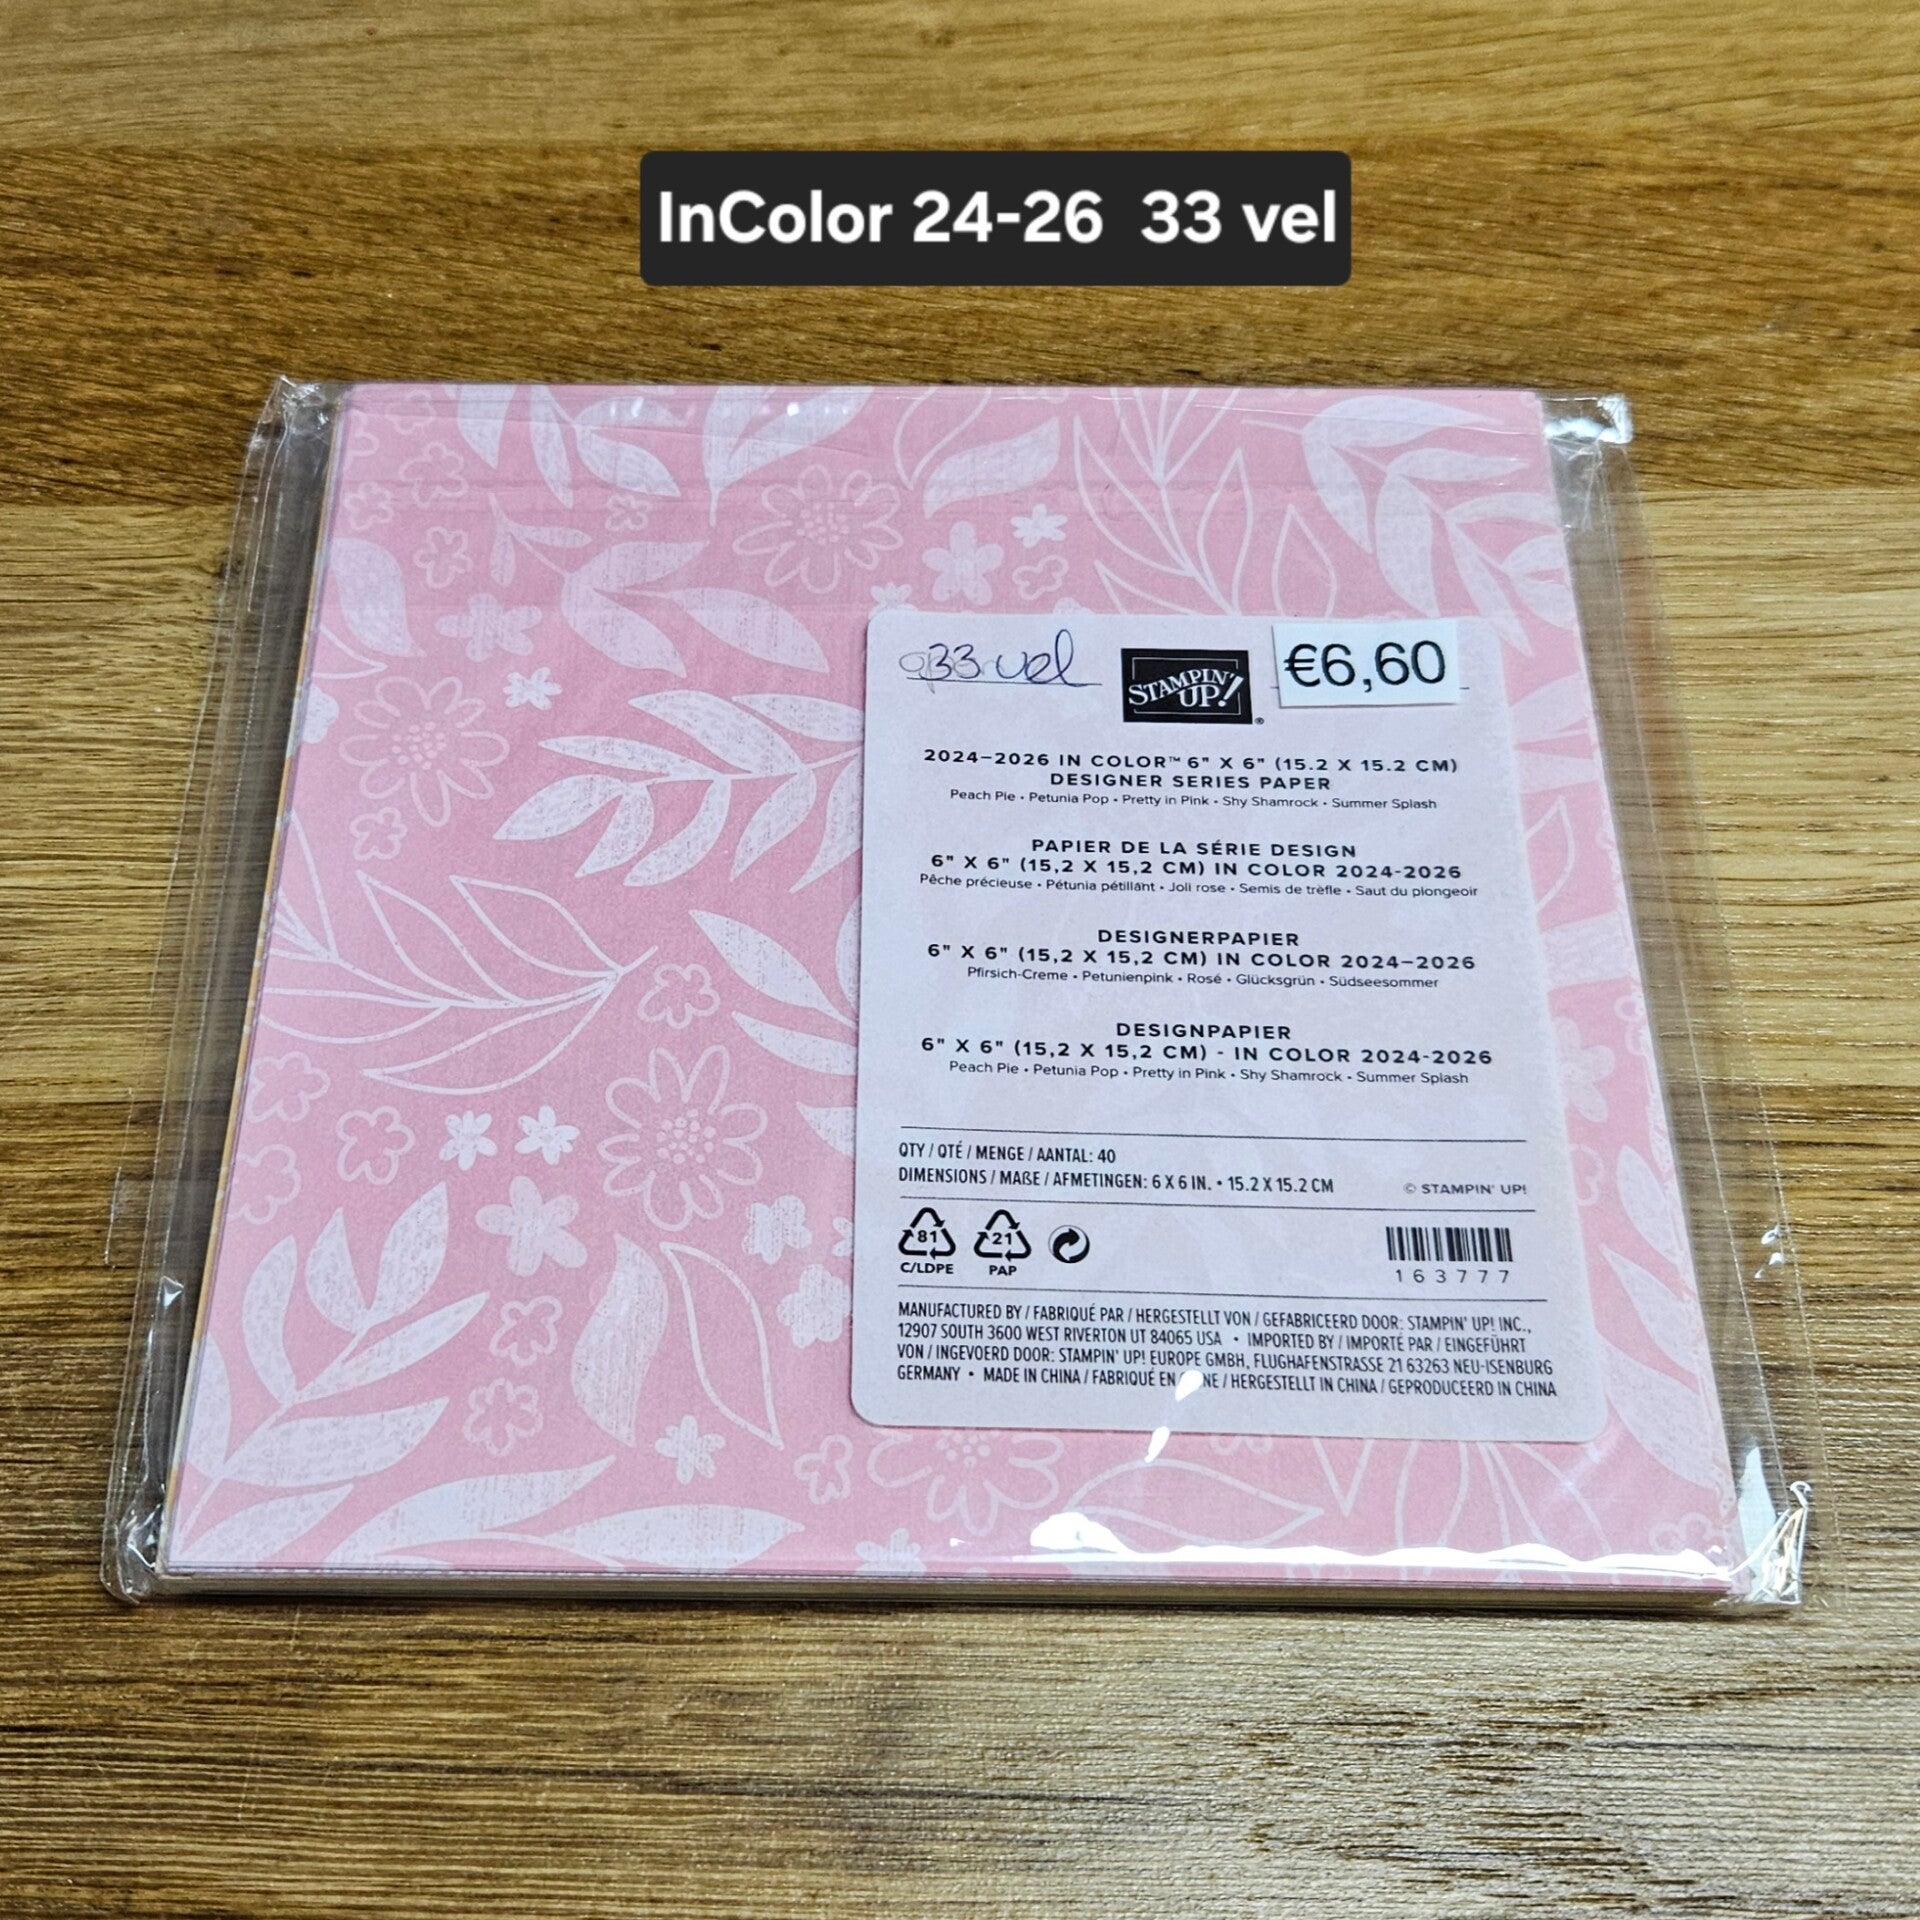 InColor 24-26 33 vel
33 vel
STAMPIN' UP!®
€6,60
2024–2026 IN COLOR™ 6" X 6" (15.2 X 15.2 CM)
DESIGNER SERIES PAPER
Peach Pie • Petunia Pop • Pretty in Pink • Shy Shamrock • Summer Splash
PAPIER DE LA SÉRIE DESIGN
6" X 6" (15,2 X 15,2 CM) IN COLOR 2024-2026
Pêche précieuse • Pétunia pétillant • Joli rose • Semis de trèfle • Saut du plongeoir
DESIGNERPAPIER
6" X 6" (15,2 X 15,2 CM) IN COLOR 2024–2026
Pfirsich-Creme • Petunienpink • Rosé • Glücksgrün • Südseesommer
DESIGNPAPIER
6" X 6" (15,2 X 15,2 CM) - IN COLOR 2024-2026
Peach Pie • Petunia Pop • Pretty in Pink • Shy Shamrock • Summer Splash
QTY / QTÉ / MENGE / AANTAL: 40
DIMENSIONS / MAßE / AFMETINGEN: 6 X 6 IN. • 15.2 X 15.2 CM
© STAMPIN' UP!
81
C/LDPE
21
PAP
163777
MANUFACTURED BY / FABRIQUÉ PAR / HERGESTELLT VON / GEFABRICEERD DOOR: STAMPIN' UP! INC.,
12907 SOUTH 3600 WEST RIVERTON UT 84065 USA • IMPORTED BY / IMPORTÉ PAR / EINGEFÜHRT
VON / INGEVOERD DOOR: STAMPIN' UP! EUROPE GMBH, FLUGHAFENSTRASSE 21 63263 NEU-ISENBURG
GERMANY • MADE IN CHINA / FABRIQUÉ EN / HERGESTELLT IN CHINA / GEPRODUCEERD IN CHINA